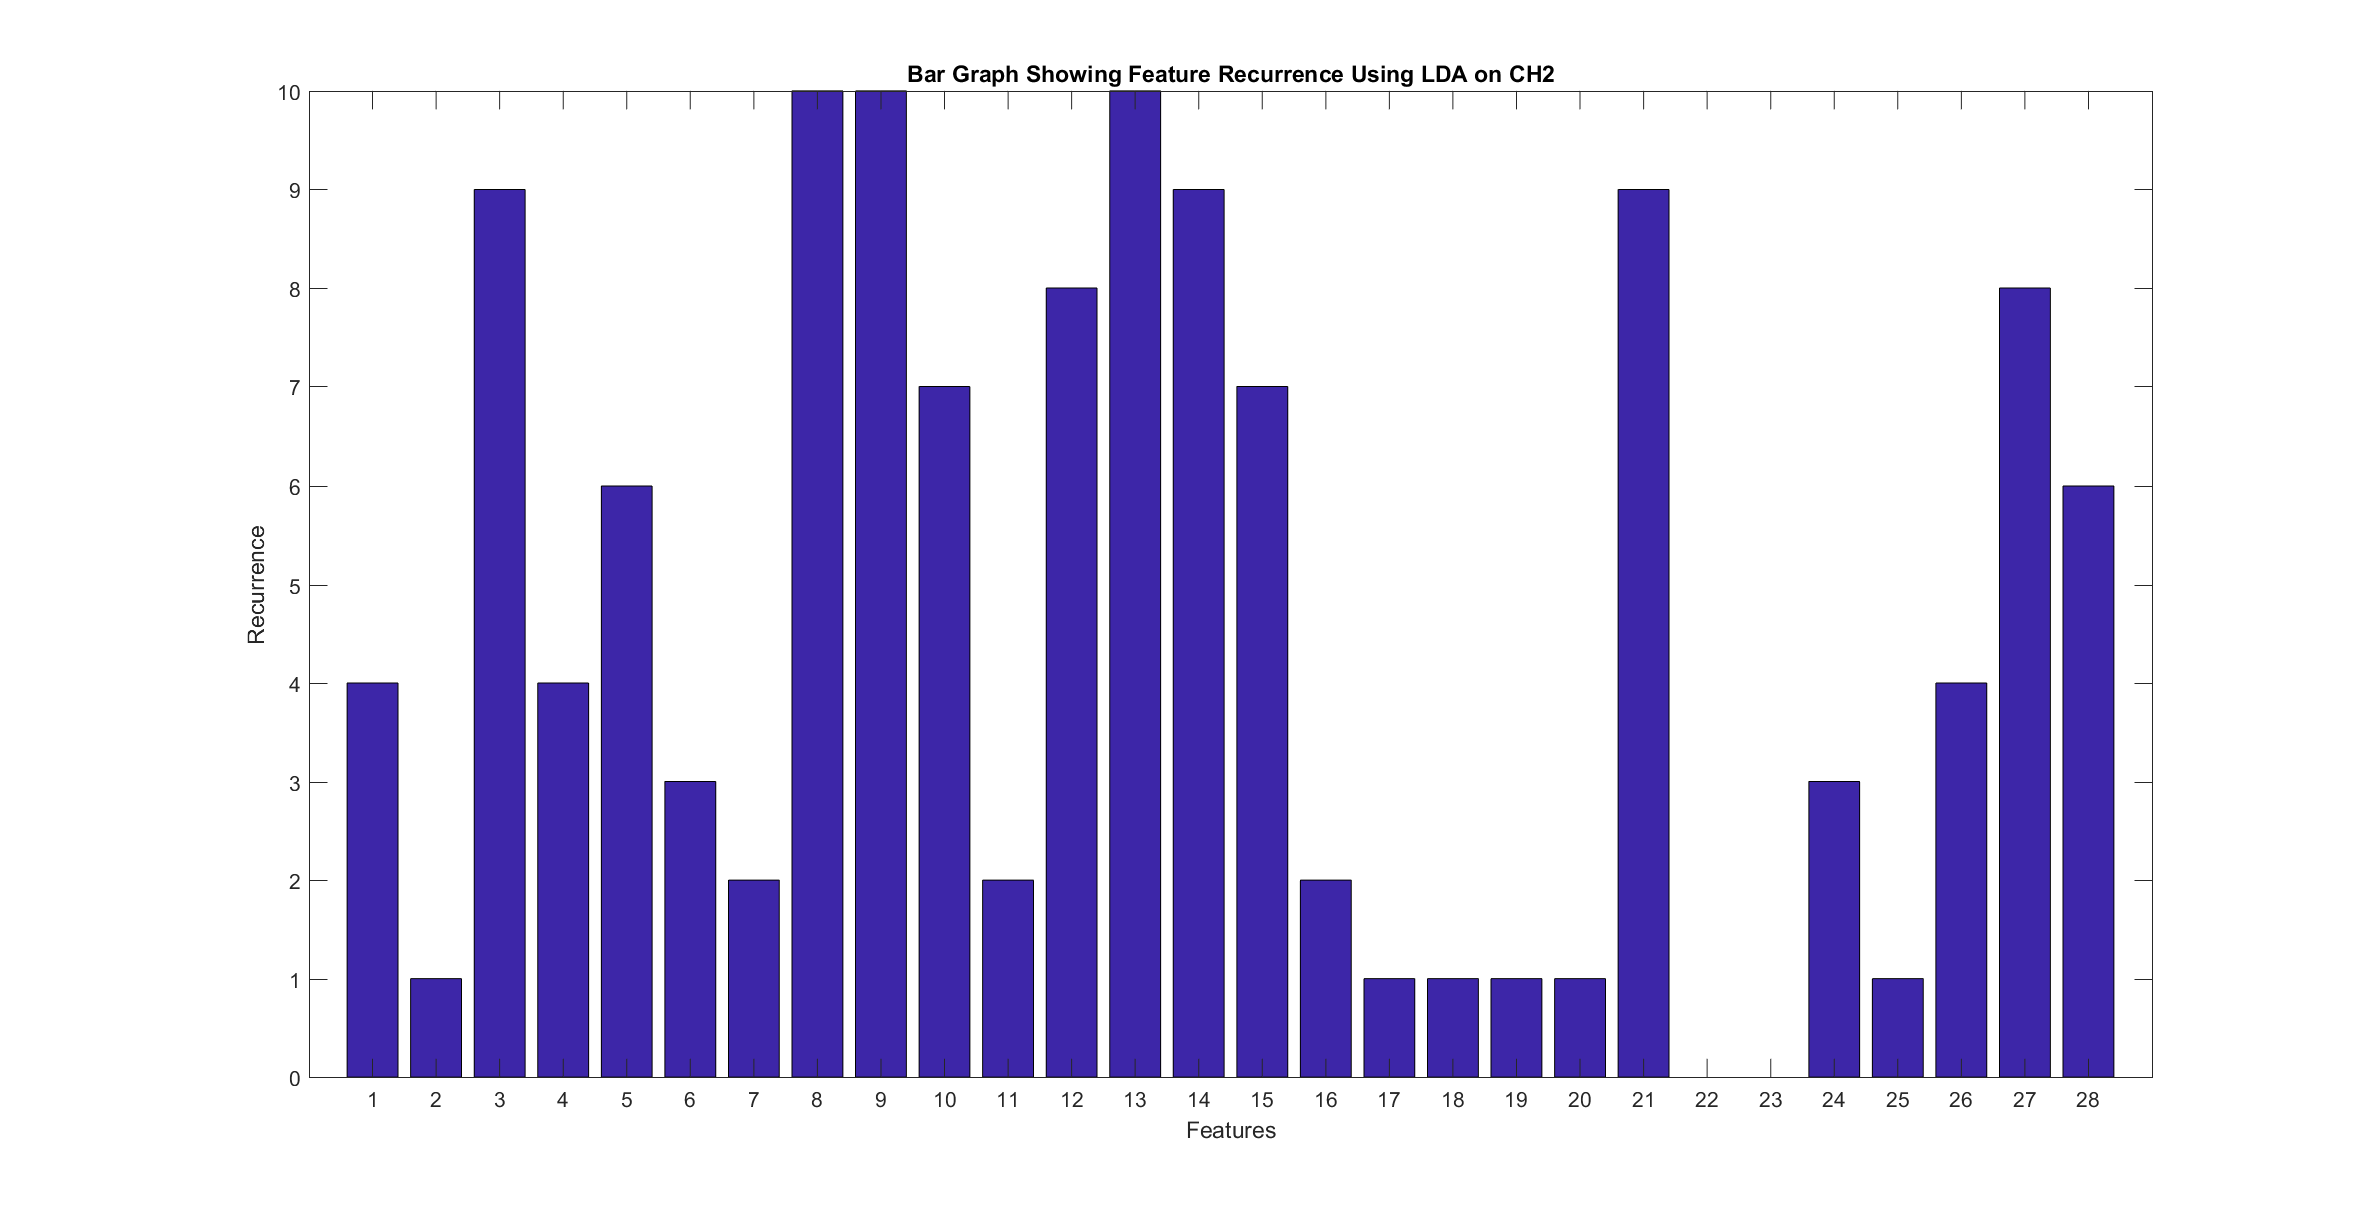 Bar Graph Showing Feature Recurrence Using LDA on CH2
10
9
8
7
6
5
4
3
2
1
0
Recurrence
1 2 3 4 5 6 7 8 9 10 11 12 13 14 15 16 17 18 19 20 21 22 23 24 25 26 27 28
Features